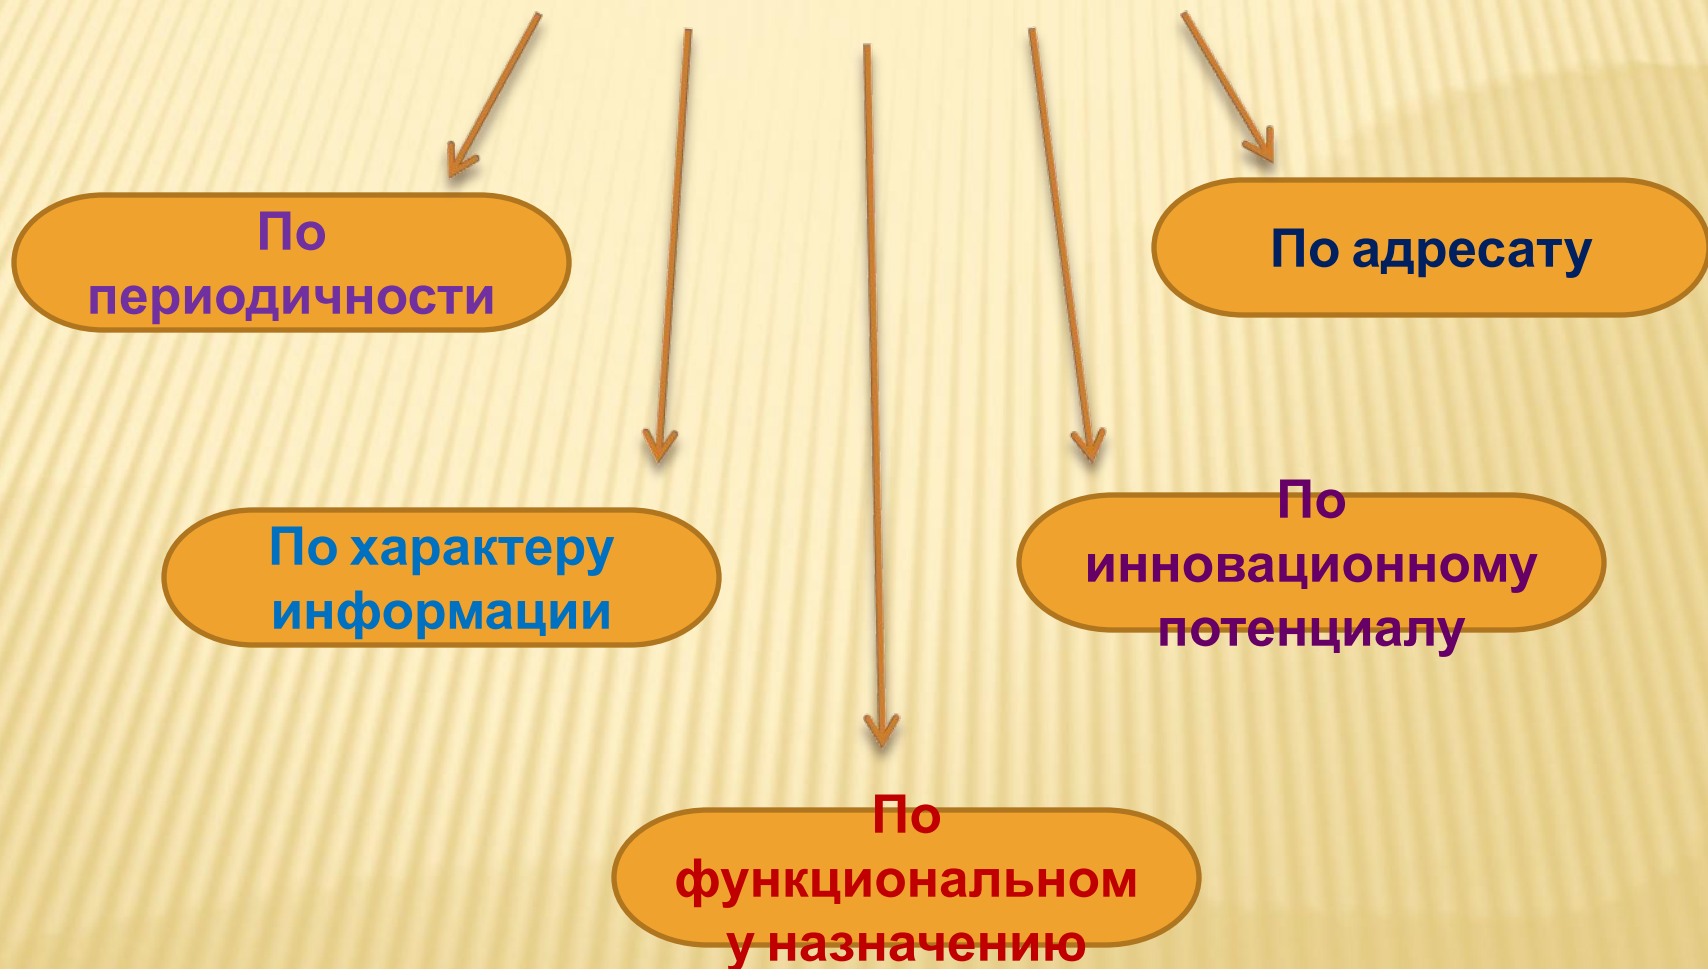 По
периодичности
По адресату
По характеру
информации
По
инновационному
потенциалу
По
функциональном
у назначению